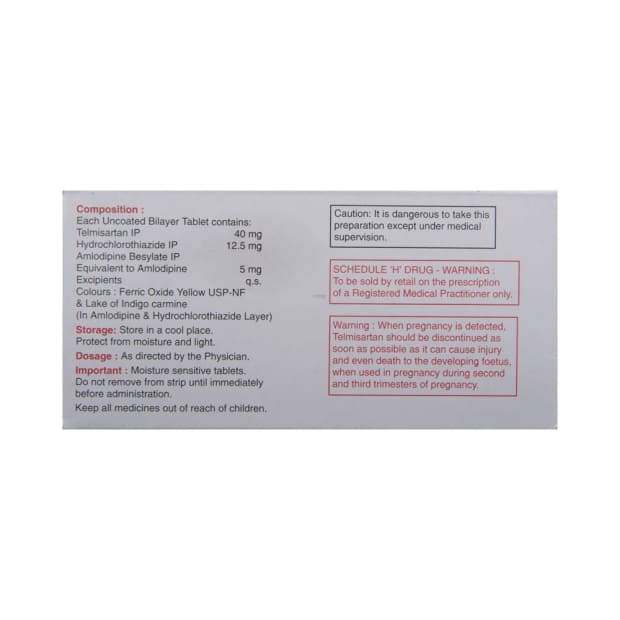 Composition :
Each Uncoated Bilayer Tablet contains:
Telmisartan IP 40 mg
Hydrochlorothiazide IP 12.5 mg
Amlodipine Besylate IP
Equivalent to Amlodipine 5 mg
Excipients q.s.
Colours : Ferric Oxide Yellow USP-NF
& Lake of Indigo carmine
(In Amlodipine & Hydrochlorothiazide Layer)
Storage: Store in a cool place.
Protect from moisture and light.
Dosage : As directed by the Physician.
Important : Moisture sensitive tablets.
Do not remove from strip until immediately
before administration.
Keep all medicines out of reach of children.
Caution: It is dangerous to take this
preparation except under medical
supervision.
SCHEDULE 'H' DRUG - WARNING :
To be sold by retail on the prescription
of a Registered Medical Practitioner only.
Warning : When pregnancy is detected,
Telmisartan should be discontinued as
soon as possible as it can cause injury
and even death to the developing foetus,
when used in pregnancy during second
and third trimesters of pregnancy.